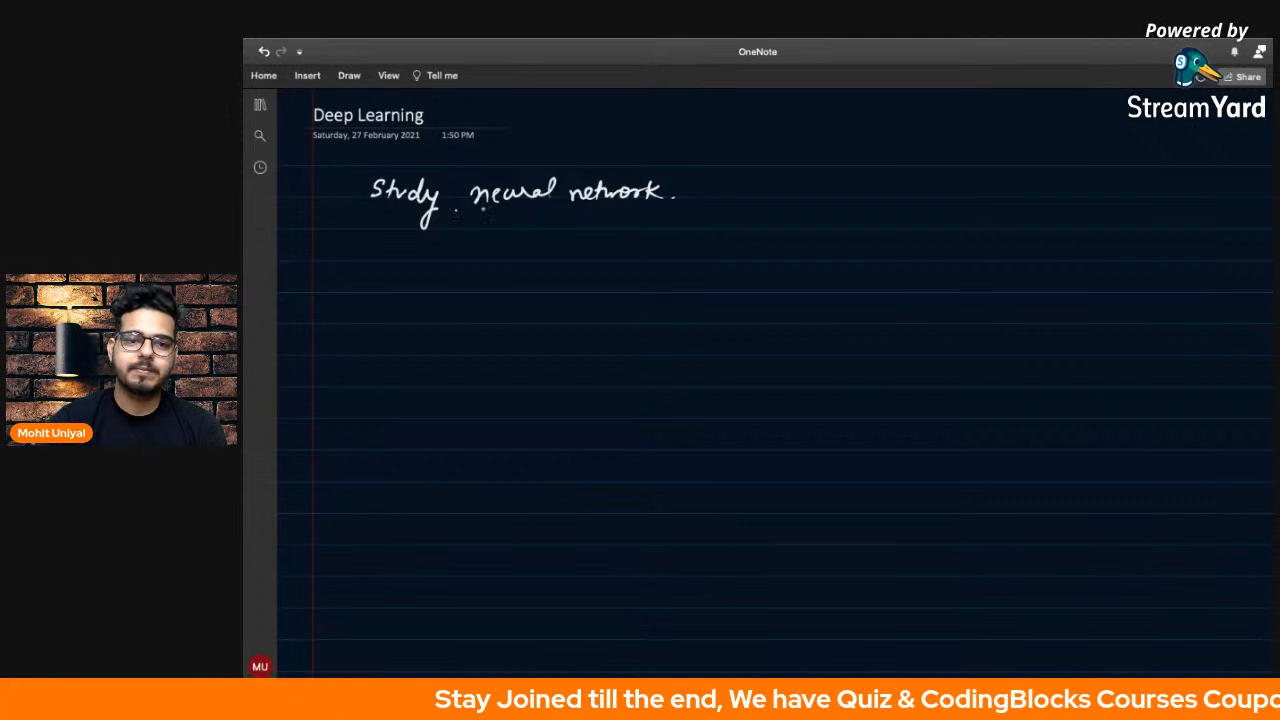 Powered by
StreamYard
OneNote
Home Insert Draw View Tell me
Share
Deep Learning
Saturday, 27 February 2021 1:50 PM
Study neural network.
Mohit Uniyal
MU
Stay Joined till the end, We have Quiz & CodingBlocks Courses Coupo